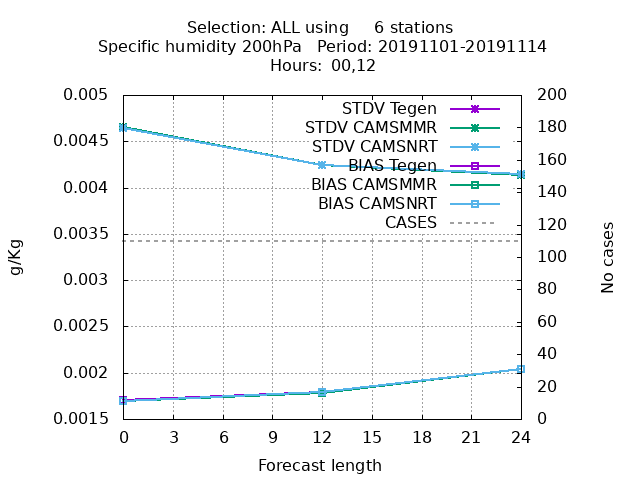 Selection: ALL using     6 stations
Specific humidity 200hPa   Period: 20191101-20191114
Hours:  00,12
0.005
0.0045
0.004
0.0035
0.003
0.0025
0.002
0.0015
g/Kg
STDV Tegen
STDV CAMSMMR
STDV CAMSNRT
BIAS Tegen
BIAS CAMSMMR
BIAS CAMSNRT
CASES
200
180
160
140
120
100
80
60
40
20
0
No cases
0 3 6 9 12 15 18 21 24
Forecast length